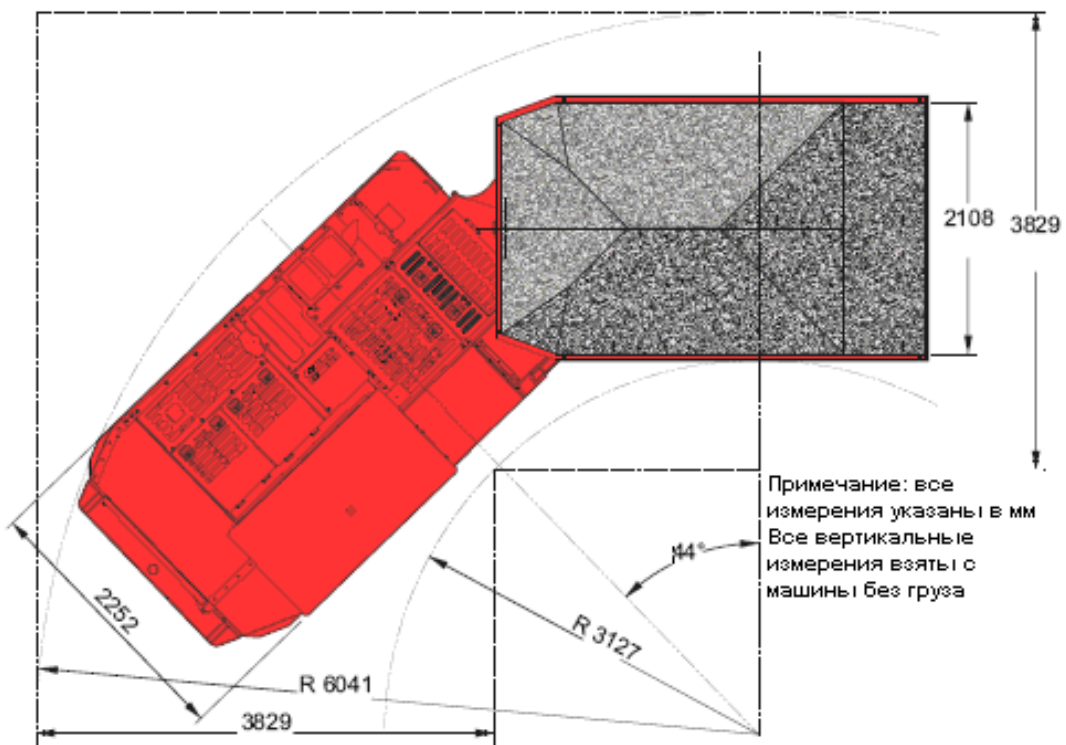 2108
3829
Примечание: все
измерения указаны в мм
Все вертикальные
измерения взяты с
машины без груза
44°
2252
R 3127
R 6041
3829